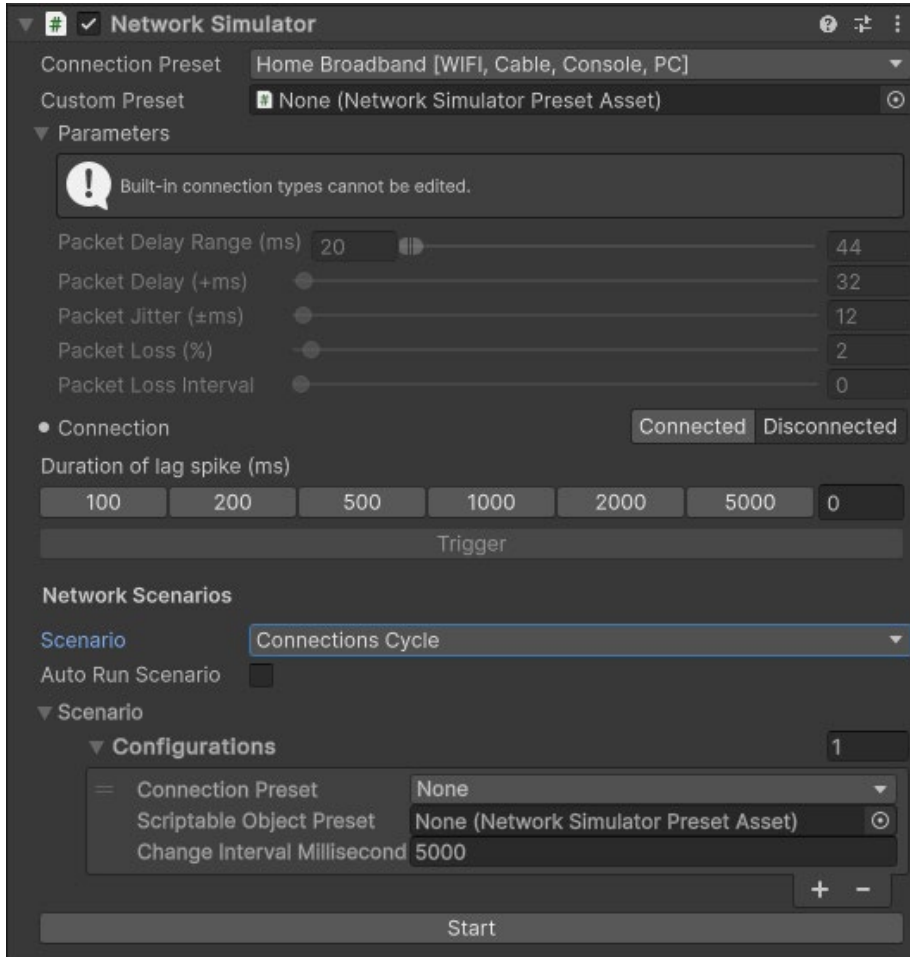 Network Simulator
Connection Preset Home Broadband [WIFI, Cable, Console, PC]
Custom Preset # None (Network Simulator Preset Asset)
Parameters
Built-in connection types cannot be edited.
Packet Delay Range (ms) 20 44
Packet Delay (+ms) 32
Packet Jitter (±ms) 12
Packet Loss (%) 2
Packet Loss Interval 0
Connection Connected Disconnected
Duration of lag spike (ms)
100 200 500 1000 2000 5000 0
Trigger
Network Scenarios
Scenario Connections Cycle
Auto Run Scenario
Scenario
Configurations 1
Connection Preset None
Scriptable Object Preset None (Network Simulator Preset Asset)
Change Interval Millisecond 5000
+ -
Start